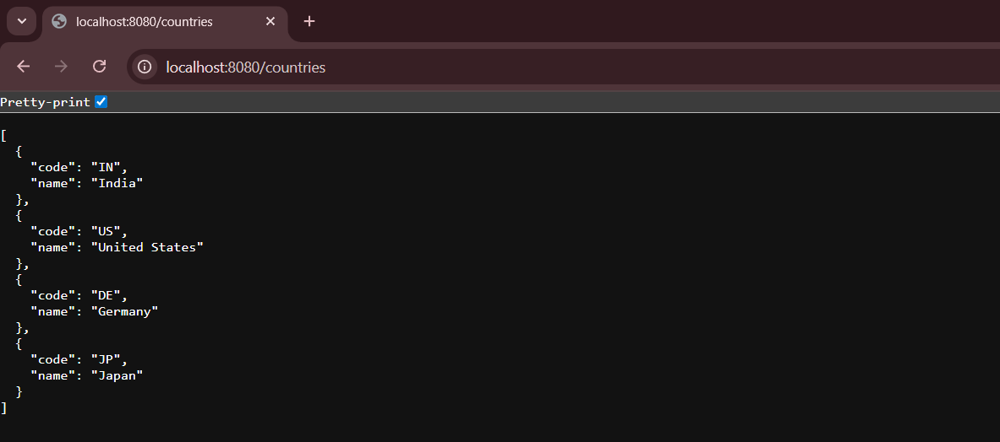 localhost:8080/countries
localhost:8080/countries
Pretty-print
[
  {
    "code": "IN",
    "name": "India"
  },
  {
    "code": "US",
    "name": "United States"
  },
  {
    "code": "DE",
    "name": "Germany"
  },
  {
    "code": "JP",
    "name": "Japan"
  }
]